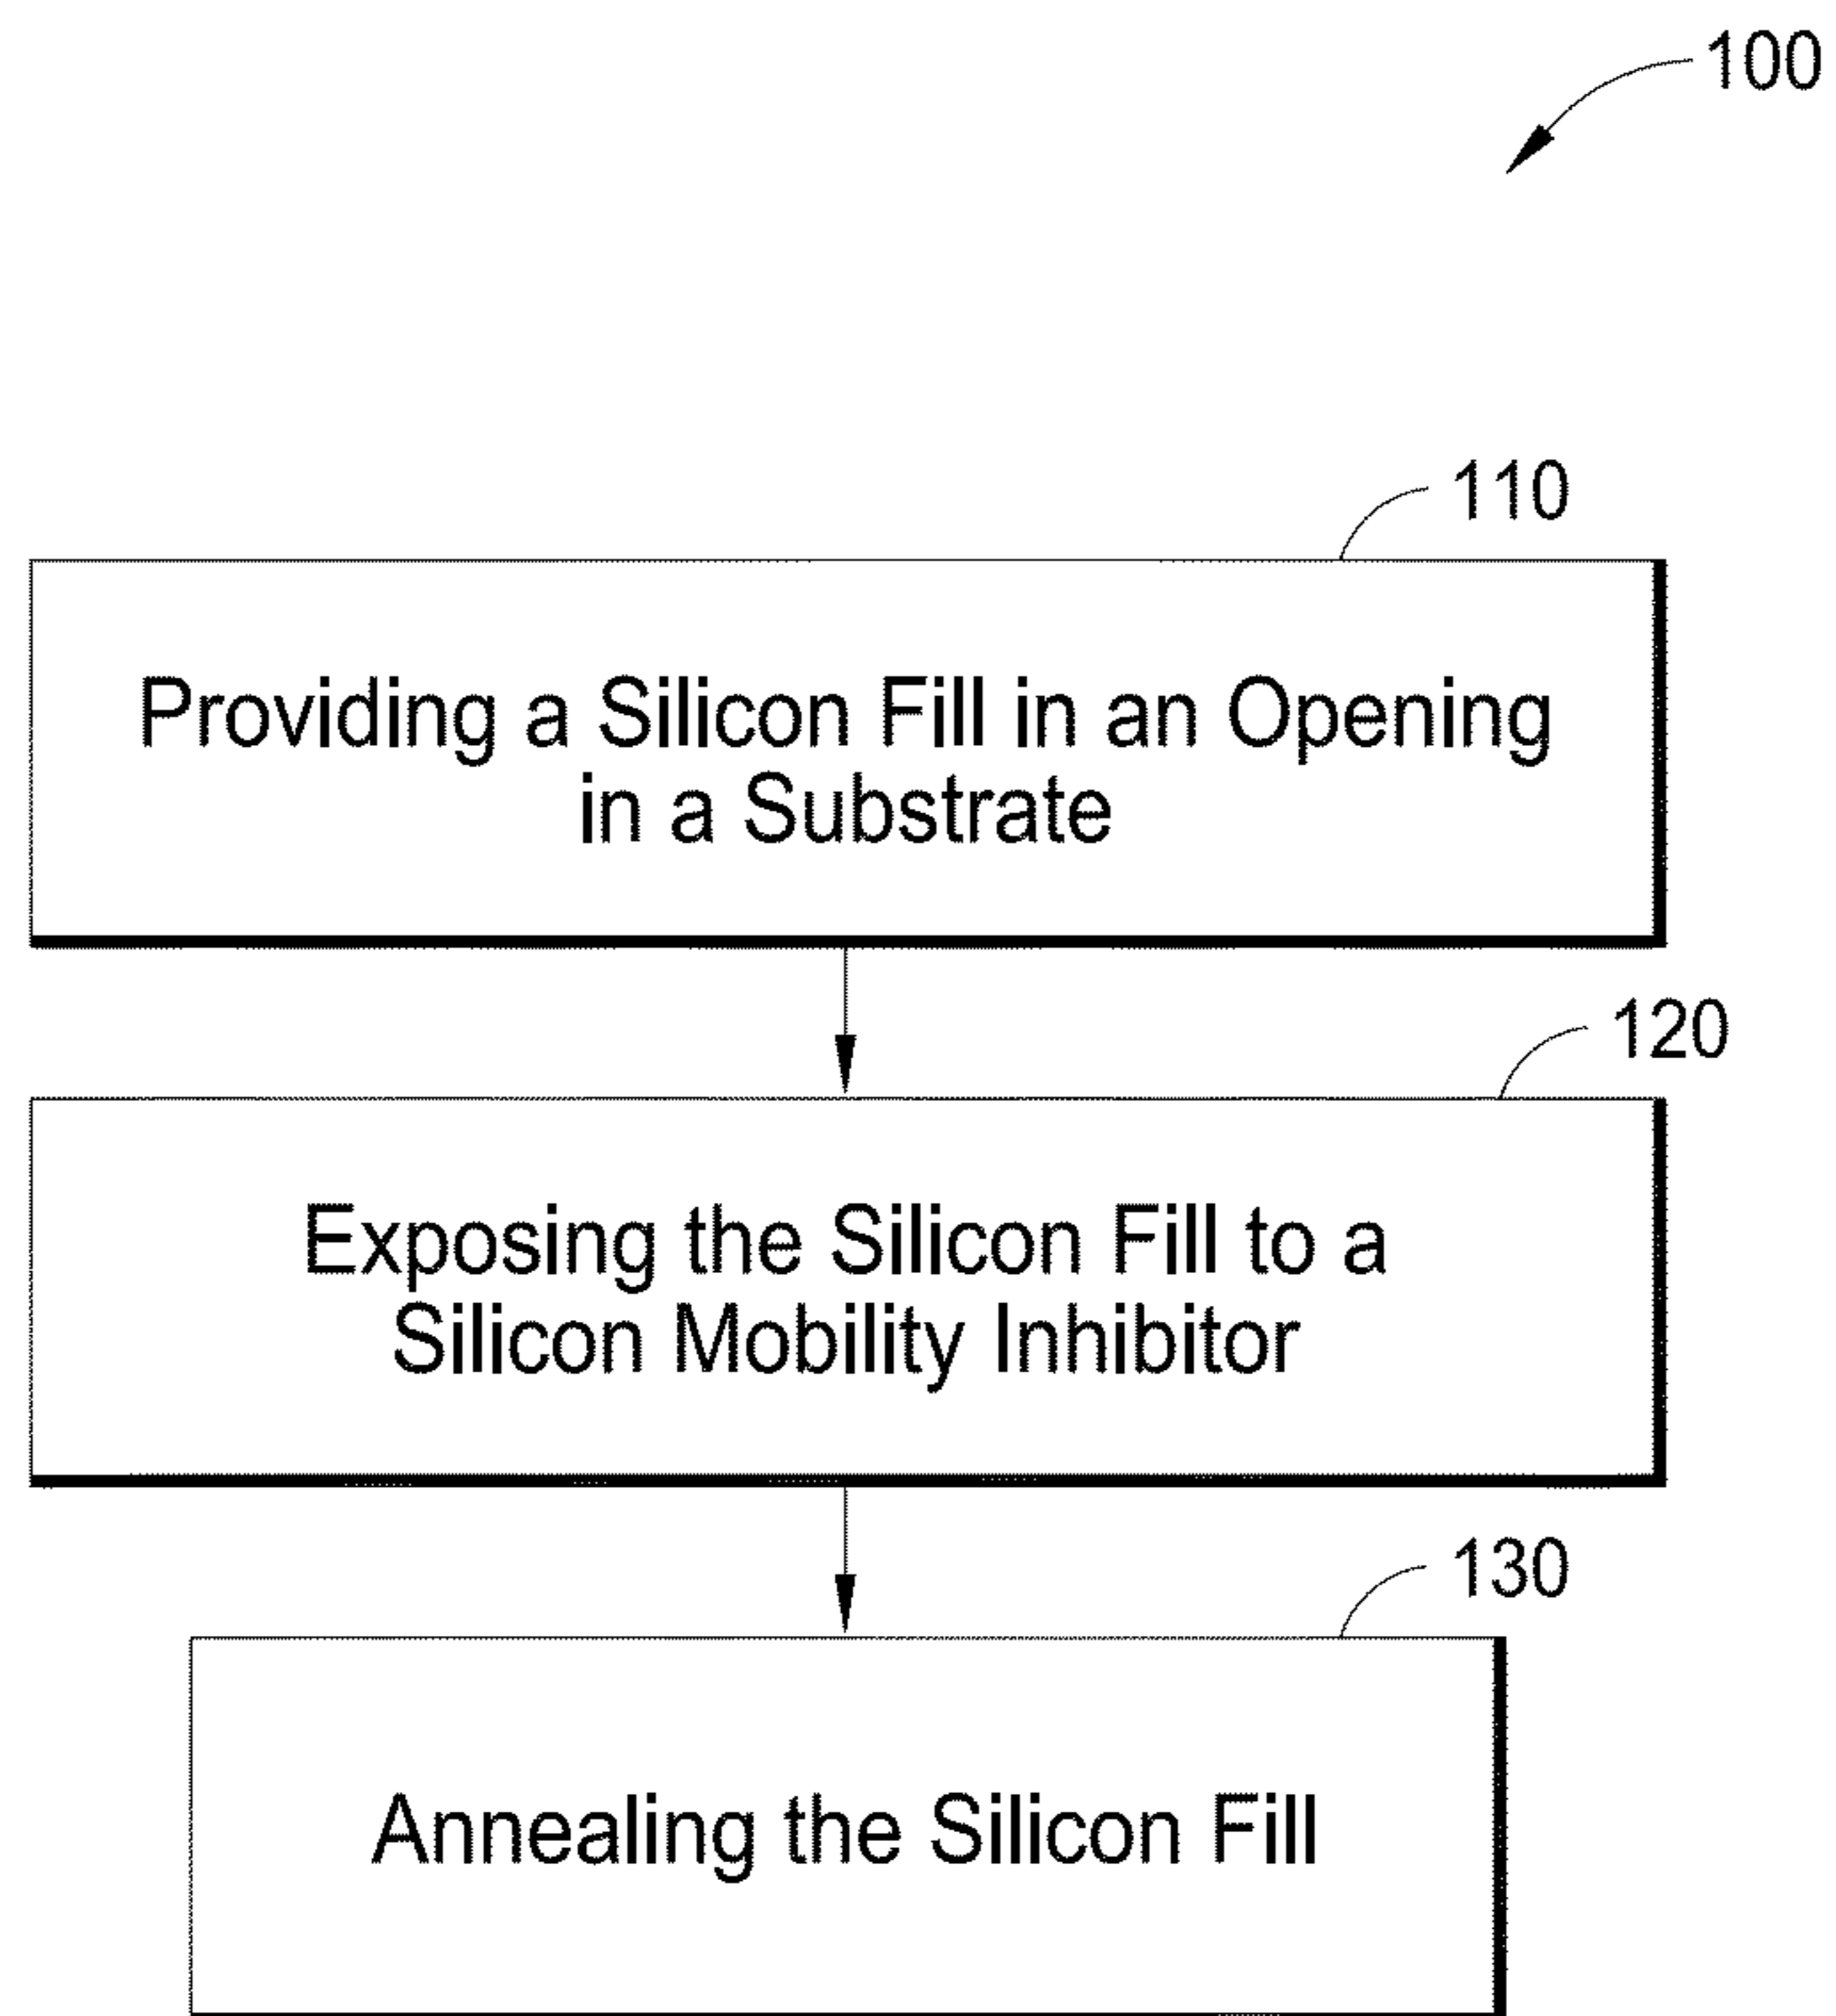 100
110
Providing a Silicon Fill in an Opening
in a Substrate
120
Exposing the Silicon Fill to a
Silicon Mobility Inhibitor
130
Annealing the Silicon Fill